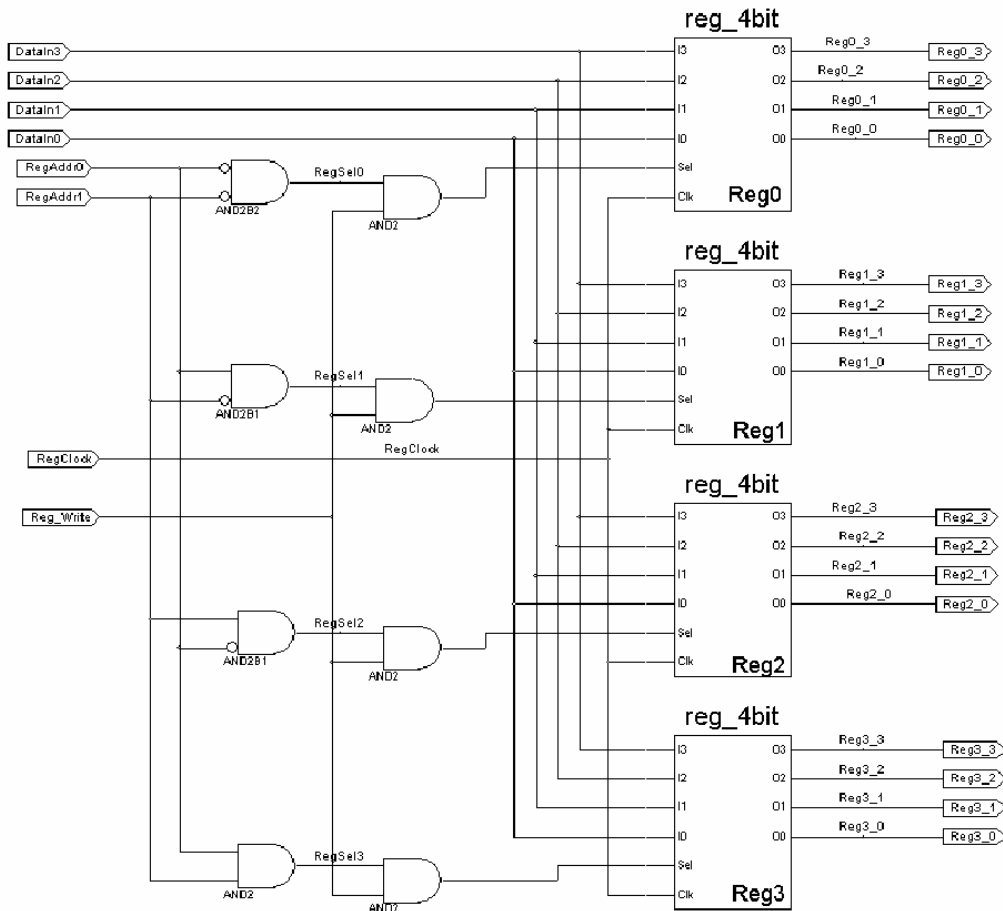 reg_4bit
DataIn3 I3 O3 Reg0_3 Reg0_3
DataIn2 I2 O2 Reg0_2 Reg0_2
DataIn1 I1 O1 Reg0_1 Reg0_1
DataIn0 I0 O0 Reg0_0 Reg0_0
RegAddr0 RegSel0 Sel
RegAddr1 Clk Reg0
AND2B2 AND2
reg_4bit
I3 O3 Reg1_3 Reg1_3
I2 O2 Reg1_2 Reg1_2
I1 O1 Reg1_1 Reg1_1
I0 O0 Reg1_0 Reg1_0
RegSel1 Sel
AND2B1 AND2 Clk Reg1
RegClock RegClock
reg_4bit
Reg_Write I3 O3 Reg2_3 Reg2_3
I2 O2 Reg2_2 Reg2_2
I1 O1 Reg2_1 Reg2_1
I0 O0 Reg2_0 Reg2_0
RegSel2 Sel
AND2B1 AND2 Clk Reg2
reg_4bit
I3 O3 Reg3_3 Reg3_3
I2 O2 Reg3_2 Reg3_2
I1 O1 Reg3_1 Reg3_1
I0 O0 Reg3_0 Reg3_0
RegSel3 Sel
AND2 AND2 Clk Reg3